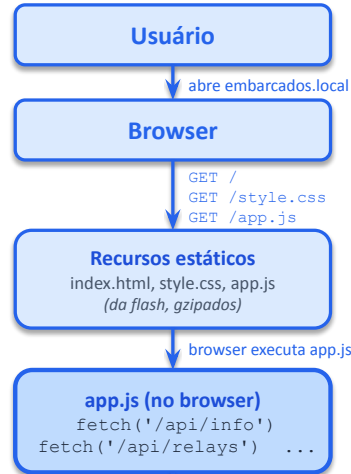 Usuário
abre embarcados.local
Browser
GET /
GET /style.css
GET /app.js
Recursos estáticos
index.html, style.css, app.js
(da flash, gzipados)
browser executa app.js
app.js (no browser)
fetch('/api/info')
fetch('/api/relays') ...